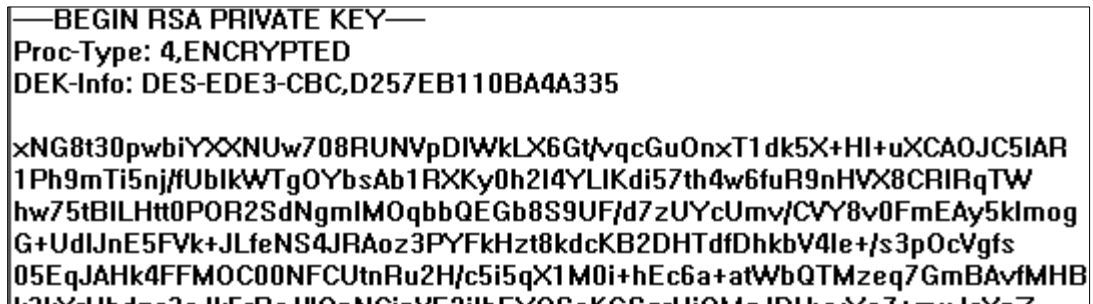 -----BEGIN RSA PRIVATE KEY-----
Proc-Type: 4,ENCRYPTED
DEK-Info: DES-EDE3-CBC,D257EB110BA4A335

xNG8t30pwbiYXXNUw708RUNVpDIWkLX6Gt/vqcGuOnxT1dk5X+HI+uXCAOJC5IAR
1Ph9mTi5nj/fUbIkWTgOYbsAb1RXKy0h2I4YLIKdi57th4w6fuR9nHVX8CRIRqTW
hw75tBILHtt0POR2SdNgmIMOqbbQEGb8S9UF/d7zUYcUmv/CVY8v0FmEAy5kImog
G+UdIJnE5FVk+JLfeNS4JRAoz3PYFkHzt8kdcKB2DHTdfDhkbV4Ie+/s3pOcVgfs
05EqJAHk4FFMOC00NFCUtnRu2H/c5i5qX1M0i+hEc6a+atWbQTMzeq7GmBAvfMHB